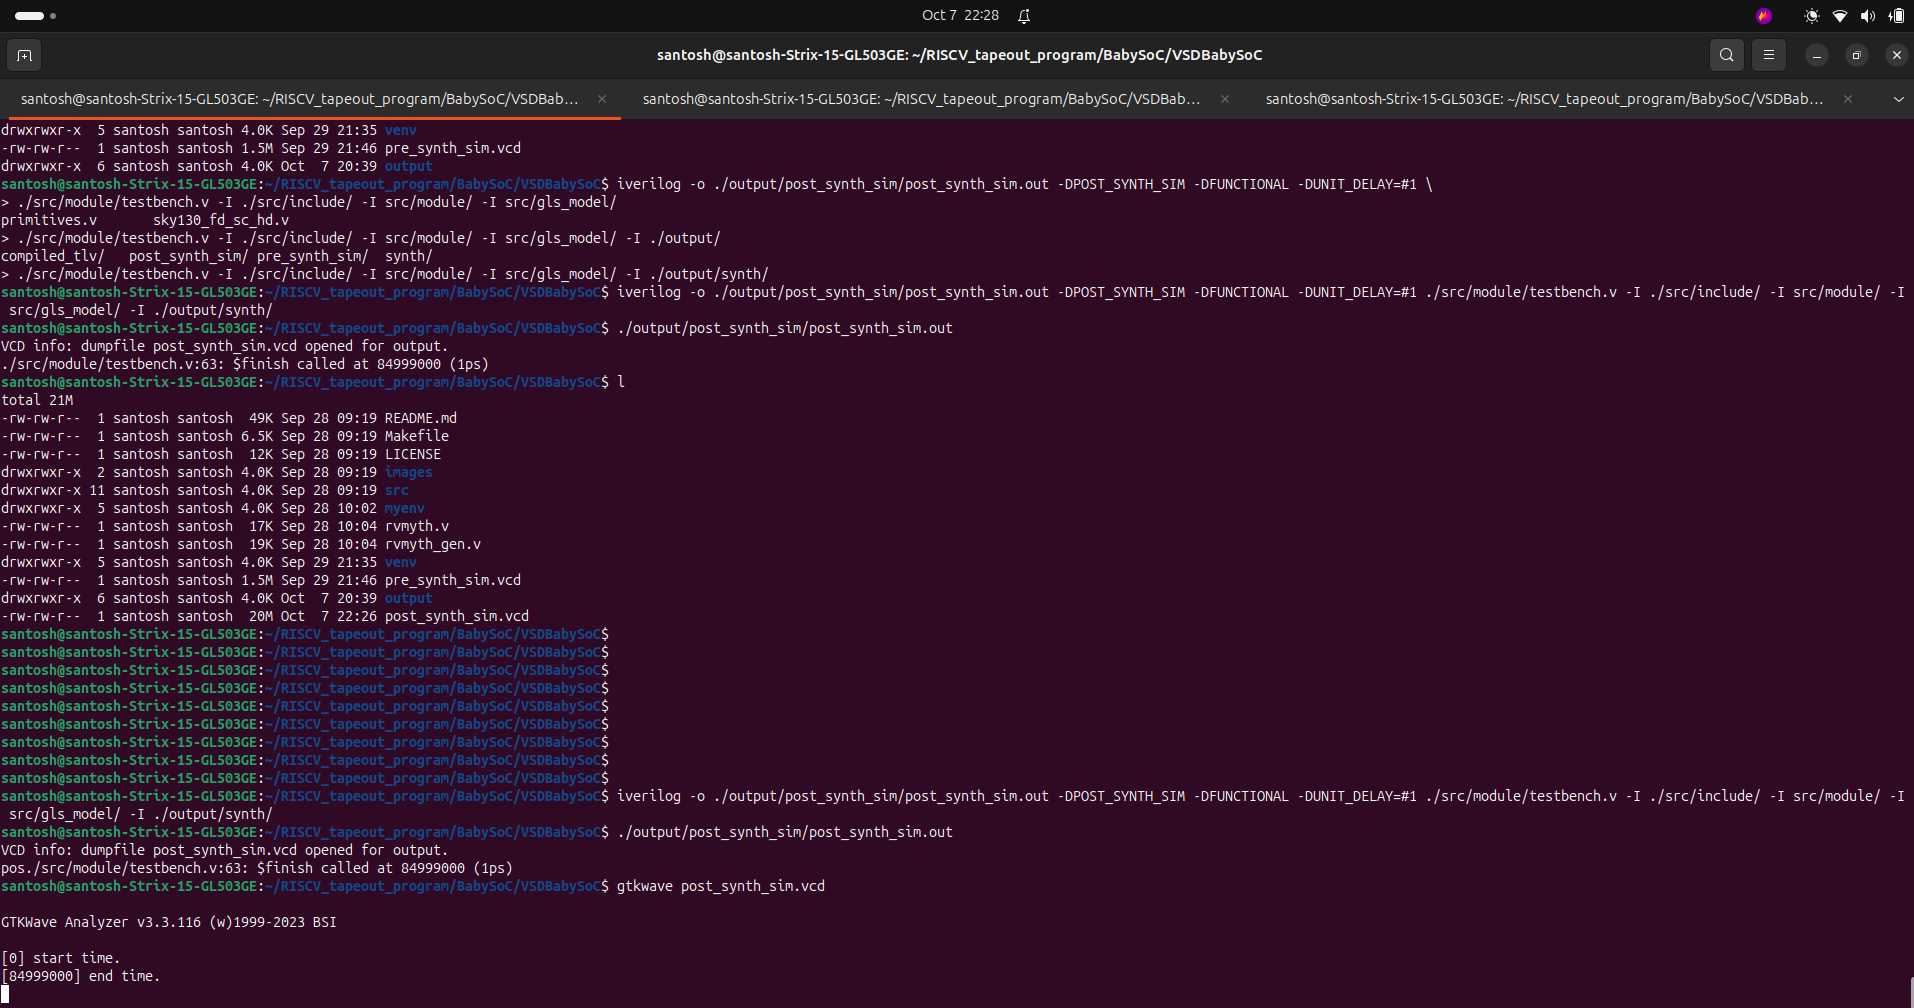 Oct 7 22:28
santosh@santosh-Strix-15-GL503GE: ~/RISCV_tapeout_program/BabySoC/VSDBabySoC
santosh@santosh-Strix-15-GL503GE: ~/RISCV_tapeout_program/BabySoC/VSDBab... santosh@santosh-Strix-15-GL503GE: ~/RISCV_tapeout_program/BabySoC/VSDBab... santosh@santosh-Strix-15-GL503GE: ~/RISCV_tapeout_program/BabySoC/VSDBab...
drwxrwxr-x  5 santosh santosh 4.0K Sep 29 21:35 venv
-rw-rw-r--  1 santosh santosh 1.5M Sep 29 21:46 pre_synth_sim.vcd
drwxrwxr-x  6 santosh santosh 4.0K Oct  7 20:39 output
santosh@santosh-Strix-15-GL503GE:~/RISCV_tapeout_program/BabySoC/VSDBabySoC$ iverilog -o ./output/post_synth_sim/post_synth_sim.out -DPOST_SYNTH_SIM -DFUNCTIONAL -DUNIT_DELAY=#1 \
> ./src/module/testbench.v -I ./src/include/ -I src/module/ -I src/gls_model/
primitives.v       sky130_fd_sc_hd.v
> ./src/module/testbench.v -I ./src/include/ -I src/module/ -I src/gls_model/ -I ./output/
compiled_tlv/   post_synth_sim/ pre_synth_sim/  synth/
> ./src/module/testbench.v -I ./src/include/ -I src/module/ -I src/gls_model/ -I ./output/synth/
santosh@santosh-Strix-15-GL503GE:~/RISCV_tapeout_program/BabySoC/VSDBabySoC$ iverilog -o ./output/post_synth_sim/post_synth_sim.out -DPOST_SYNTH_SIM -DFUNCTIONAL -DUNIT_DELAY=#1 ./src/module/testbench.v -I ./src/include/ -I src/module/ -I
 src/gls_model/ -I ./output/synth/
santosh@santosh-Strix-15-GL503GE:~/RISCV_tapeout_program/BabySoC/VSDBabySoC$ ./output/post_synth_sim/post_synth_sim.out
VCD info: dumpfile post_synth_sim.vcd opened for output.
./src/module/testbench.v:63: $finish called at 84999000 (1ps)
santosh@santosh-Strix-15-GL503GE:~/RISCV_tapeout_program/BabySoC/VSDBabySoC$ l
total 21M
-rw-rw-r--  1 santosh santosh  49K Sep 28 09:19 README.md
-rw-rw-r--  1 santosh santosh 6.5K Sep 28 09:19 Makefile
-rw-rw-r--  1 santosh santosh  12K Sep 28 09:19 LICENSE
drwxrwxr-x  2 santosh santosh 4.0K Sep 28 09:19 images
drwxrwxr-x 11 santosh santosh 4.0K Sep 28 09:19 src
drwxrwxr-x  5 santosh santosh 4.0K Sep 28 10:02 myenv
-rw-rw-r--  1 santosh santosh  17K Sep 28 10:04 rvmyth.v
-rw-rw-r--  1 santosh santosh  19K Sep 28 10:04 rvmyth_gen.v
drwxrwxr-x  5 santosh santosh 4.0K Sep 29 21:35 venv
-rw-rw-r--  1 santosh santosh 1.5M Sep 29 21:46 pre_synth_sim.vcd
drwxrwxr-x  6 santosh santosh 4.0K Oct  7 20:39 output
-rw-rw-r--  1 santosh santosh  20M Oct  7 22:26 post_synth_sim.vcd
santosh@santosh-Strix-15-GL503GE:~/RISCV_tapeout_program/BabySoC/VSDBabySoC$
santosh@santosh-Strix-15-GL503GE:~/RISCV_tapeout_program/BabySoC/VSDBabySoC$
santosh@santosh-Strix-15-GL503GE:~/RISCV_tapeout_program/BabySoC/VSDBabySoC$
santosh@santosh-Strix-15-GL503GE:~/RISCV_tapeout_program/BabySoC/VSDBabySoC$
santosh@santosh-Strix-15-GL503GE:~/RISCV_tapeout_program/BabySoC/VSDBabySoC$
santosh@santosh-Strix-15-GL503GE:~/RISCV_tapeout_program/BabySoC/VSDBabySoC$
santosh@santosh-Strix-15-GL503GE:~/RISCV_tapeout_program/BabySoC/VSDBabySoC$
santosh@santosh-Strix-15-GL503GE:~/RISCV_tapeout_program/BabySoC/VSDBabySoC$
santosh@santosh-Strix-15-GL503GE:~/RISCV_tapeout_program/BabySoC/VSDBabySoC$
santosh@santosh-Strix-15-GL503GE:~/RISCV_tapeout_program/BabySoC/VSDBabySoC$ iverilog -o ./output/post_synth_sim/post_synth_sim.out -DPOST_SYNTH_SIM -DFUNCTIONAL -DUNIT_DELAY=#1 ./src/module/testbench.v -I ./src/include/ -I src/module/ -I
 src/gls_model/ -I ./output/synth/
santosh@santosh-Strix-15-GL503GE:~/RISCV_tapeout_program/BabySoC/VSDBabySoC$ ./output/post_synth_sim/post_synth_sim.out
VCD info: dumpfile post_synth_sim.vcd opened for output.
pos./src/module/testbench.v:63: $finish called at 84999000 (1ps)
santosh@santosh-Strix-15-GL503GE:~/RISCV_tapeout_program/BabySoC/VSDBabySoC$ gtkwave post_synth_sim.vcd
GTKWave Analyzer v3.3.116 (w)1999-2023 BSI
[0] start time.
[84999000] end time.